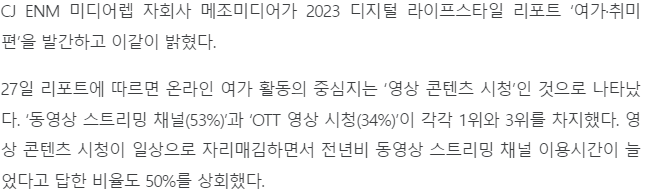 CJ ENM 미디어렙 자회사 메조미디어가 2023 디지털 라이프스타일 리포트 ‘여가·취미
편’을 발간하고 이같이 밝혔다.
27일 리포트에 따르면 온라인 여가 활동의 중심지는 ‘영상 콘텐츠 시청’인 것으로 나타났
다. ‘동영상 스트리밍 채널(53%)’과 ‘OTT 영상 시청(34%)’이 각각 1위와 3위를 차지했다. 영
상 콘텐츠 시청이 일상으로 자리매김하면서 전년비 동영상 스트리밍 채널 이용시간이 늘
었다고 답한 비율도 50%를 상회했다.